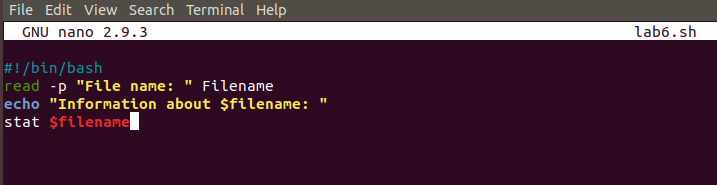 File Edit View Search Terminal Help
GNU nano 2.9.3 lab6.sh
#!/bin/bash
read -p "File name: " Filename
echo "Information about $filename: "
stat $filename